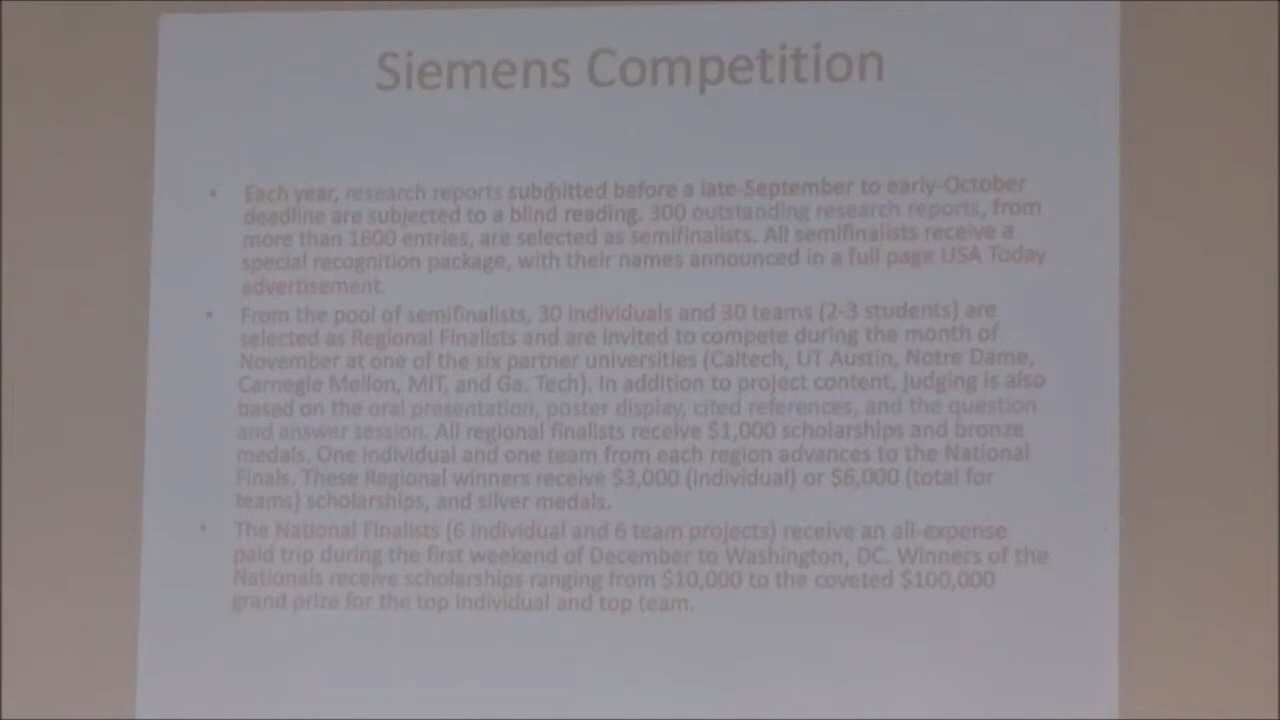 Siemens Competition
• Each year, research reports submitted before a late-September to early-October
deadline are subjected to a blind reading. 300 outstanding research reports, from
more than 1600 entries, are selected as semifinalists. All semifinalists receive a
special recognition package, with their names announced in a full page USA Today
advertisement.
• From the pool of semifinalists, 30 individuals and 30 teams (2-3 students) are
selected as Regional Finalists and are invited to compete during the month of
November at one of the six partner universities (Caltech, UT Austin, Notre Dame,
Carnegie Mellon, MIT, and Ga. Tech). In addition to project content, judging is also
based on the oral presentation, poster display, cited references, and the question
and answer session. All regional finalists receive $1,000 scholarships and bronze
medals. One individual and one team from each region advances to the National
Finals. These Regional winners receive $3,000 (individual) or $6,000 (total for
teams) scholarships, and silver medals.
• The National Finalists (6 individual and 6 team projects) receive an all-expense
paid trip during the first weekend of December to Washington, DC. Winners of the
Nationals receive scholarships ranging from $10,000 to the coveted $100,000
grand prize for the top individual and top team.